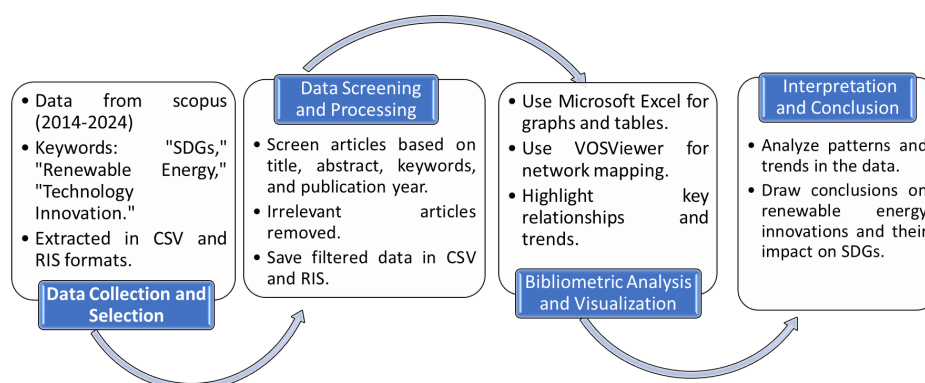 • Data from scopus
(2014-2024)
• Keywords: "SDGs,"
"Renewable Energy,"
"Technology
Innovation."
• Extracted in CSV and
RIS formats.
Data Collection and
Selection
Data Screening
and Processing
• Screen articles based on
title, abstract, keywords,
and publication year.
• Irrelevant articles
removed.
• Save filtered data in CSV
and RIS.
• Use Microsoft Excel for
graphs and tables.
• Use VOSViewer for
network mapping.
• Highlight key
relationships and
trends.
Bibliometric Analysis
and Visualization
Interpretation
and Conclusion
• Analyze patterns and
trends in the data.
• Draw conclusions on
renewable energy
innovations and their
impact on SDGs.